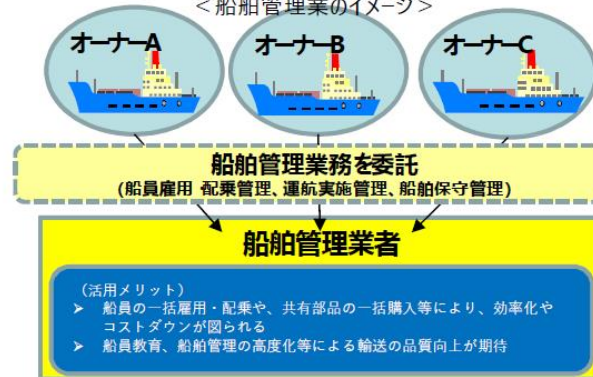 <船舶管理業のイメージ>
オーナーA
オーナーB
オーナーC
船舶管理業務を委託
(船員雇用・配乗管理、運航実施管理、船舶保守管理)
船舶管理業者
(活用メリット)
➢ 船員の一括雇用・配乗や、共有部品の一括購入等により、効率化や
コストダウンが図られる
➢ 船員教育、船舶管理の高度化等による輸送の品質向上が期待